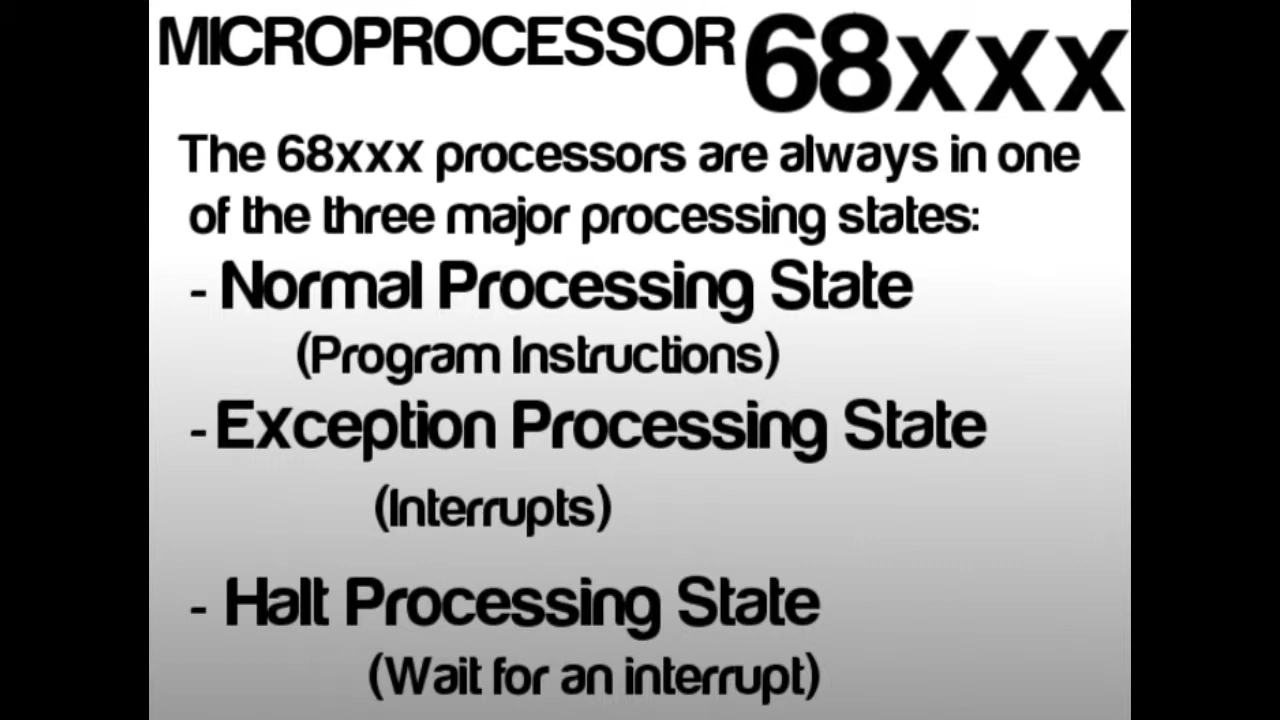 MICROPROCESSOR 68xxx
The 68xxx processors are always in one
of the three major processing states:
- Normal Processing State
(Program Instructions)
- Exception Processing State
(Interrupts)
- Halt Processing State
(Wait for an interrupt)